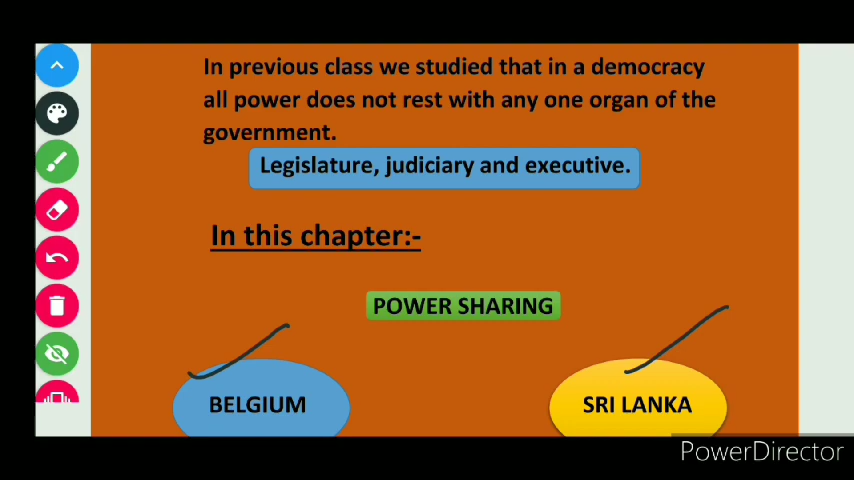 In previous class we studied that in a democracy
all power does not rest with any one organ of the
government.
Legislature, judiciary and executive.
In this chapter:-
POWER SHARING
BELGIUM
SRI LANKA
PowerDirector